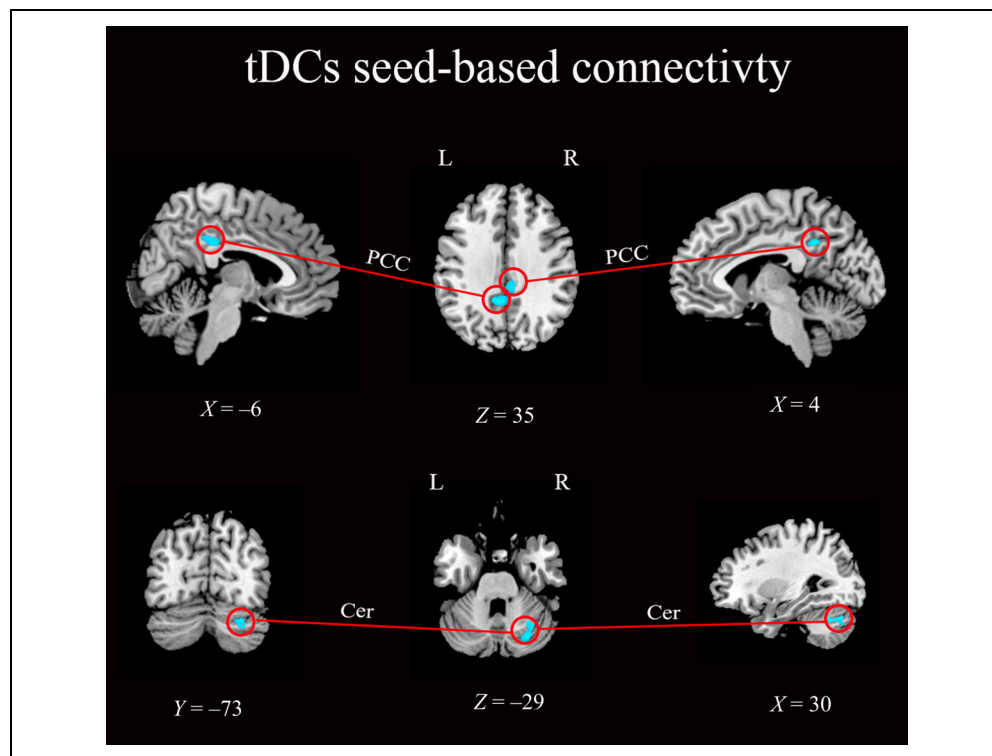 tDCs seed-based connectivty
L R
PCC PCC
X = –6 Z = 35 X = 4
L R
Cer Cer
Y = –73 Z = –29 X = 30